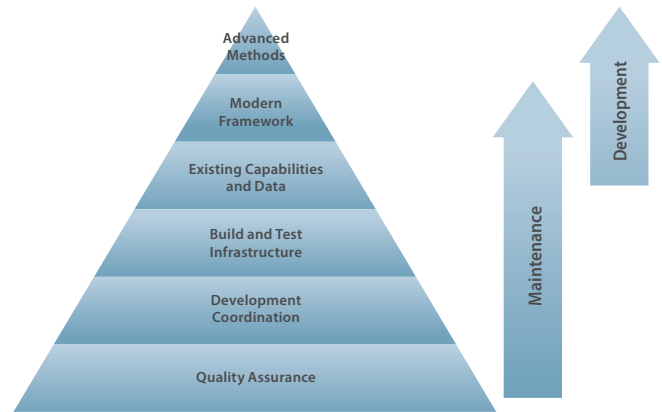 Advanced
Methods
Modern
Framework
Existing Capabilities
and Data
Build and Test
Infrastructure
Development
Coordination
Quality Assurance
Maintenance
Development